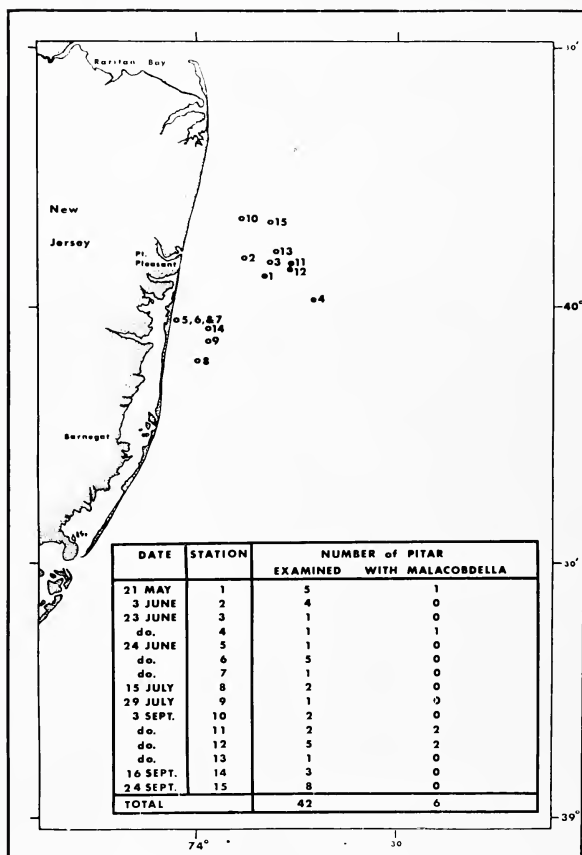 Raritan Bay
30'
New
Jersey
10
15
Pt.
Pleasant
13
2
3
11
12
1
4
40°
5,6,&7
14
9
8
Barnegat
30'
DATE STATION NUMBER of PITAR
EXAMINED WITH MALACOBDELLA
21 MAY 1 5 1
3 JUNE 2 4 0
23 JUNE 3 1 0
do. 4 1 1
24 JUNE 5 1 0
do. 6 5 0
do. 7 1 0
15 JULY 8 2 0
29 JULY 9 1 0
3 SEPT. 10 2 0
do. 11 2 2
do. 12 5 2
do. 13 1 0
16 SEPT. 14 3 0
24 SEPT. 15 8 0
TOTAL 42 6
39°
74° 30